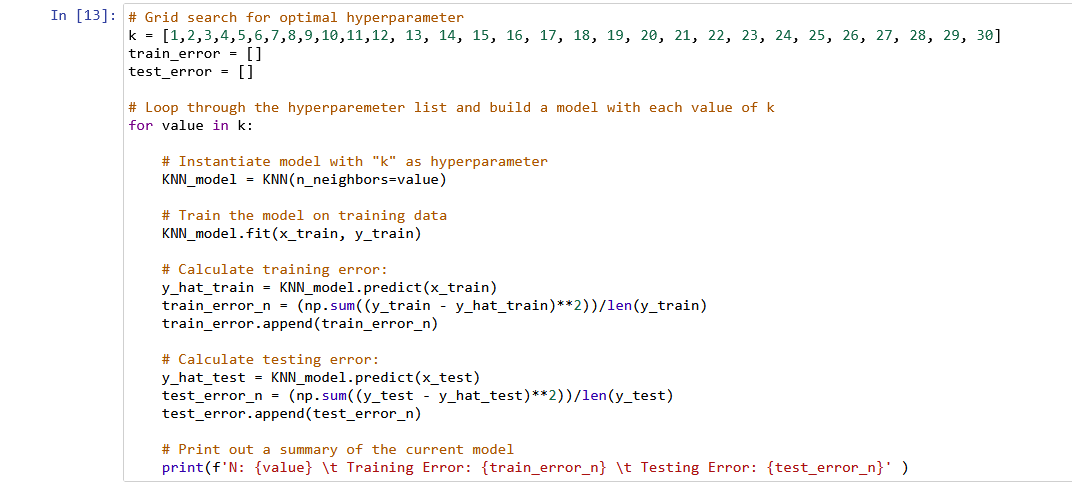 In [13]: # Grid search for optimal hyperparameter
k = [1,2,3,4,5,6,7,8,9,10,11,12, 13, 14, 15, 16, 17, 18, 19, 20, 21, 22, 23, 24, 25, 26, 27, 28, 29, 30]
train_error = []
test_error = []
# Loop through the hyperparemeter list and build a model with each value of k
for value in k:
# Instantiate model with "k" as hyperparameter
KNN_model = KNN(n_neighbors=value)
# Train the model on training data
KNN_model.fit(x_train, y_train)
# Calculate training error:
y_hat_train = KNN_model.predict(x_train)
train_error_n = (np.sum((y_train - y_hat_train)**2))/len(y_train)
train_error.append(train_error_n)
# Calculate testing error:
y_hat_test = KNN_model.predict(x_test)
test_error_n = (np.sum((y_test - y_hat_test)**2))/len(y_test)
test_error.append(test_error_n)
# Print out a summary of the current model
print(f'N: {value} \t Training Error: {train_error_n} \t Testing Error: {test_error_n}' )